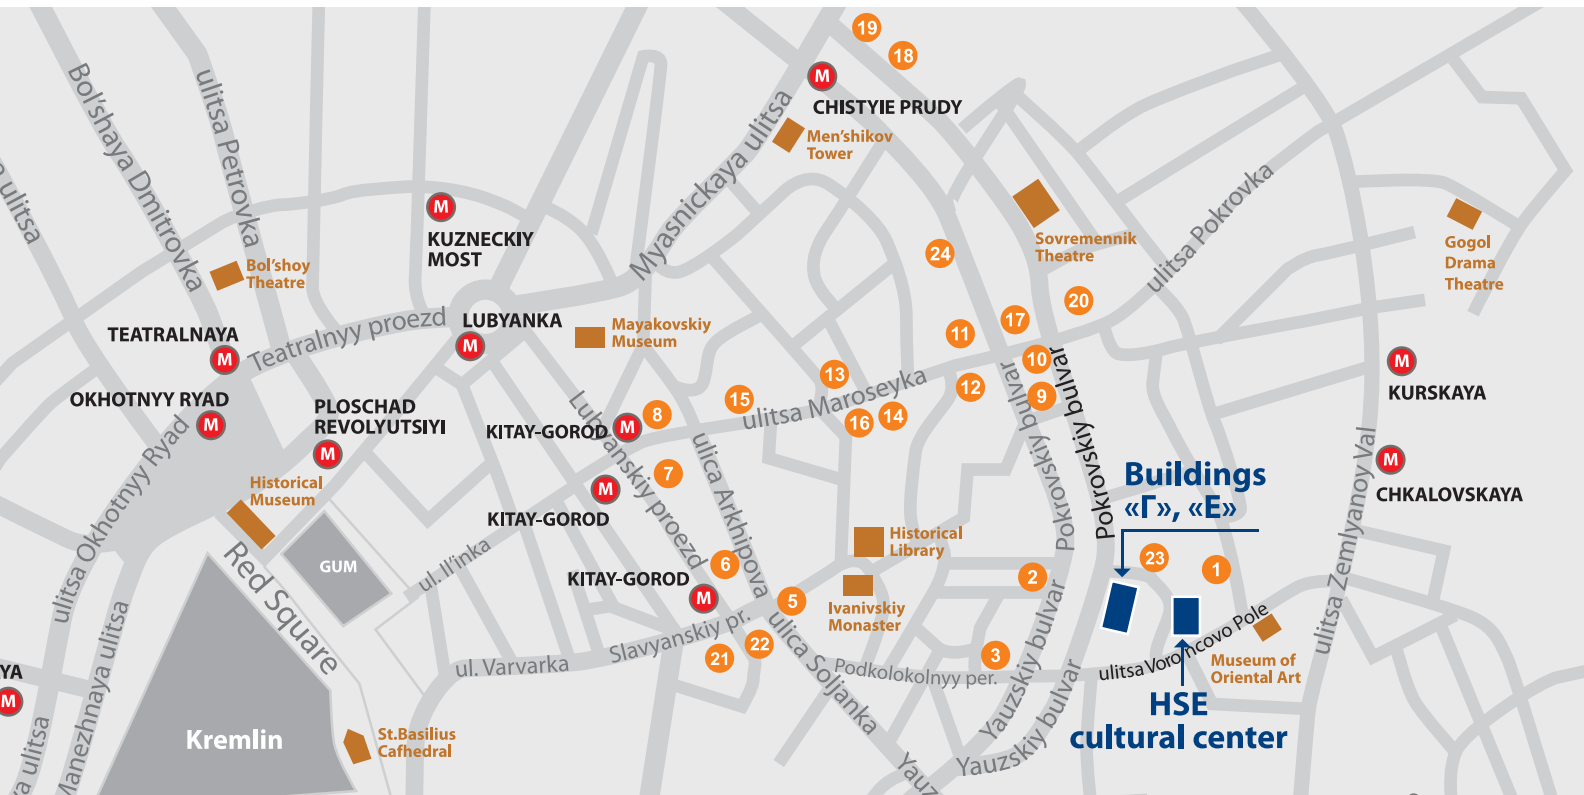 19
18
M
CHISTYIE PRUDY
Men'shikov
Tower
Bol'shaya Dmitrovka
ulitsa Petrovka
Myasnickaya ulitsa
ulitsa
M
KUZNECKIY
MOST
Bol'shoy
Theatre
Sovremennik
Theatre
ulitsa Pokrovka
Gogol
Drama
Theatre
24
20
17
11
TEATRALNAYA
M
Teatralnyy proezd
LUBYANKA
M
Mayakovskiy
Museum
10
9
12
13
14
16
15
ulitsa Maroseyka
M
KURSKAYA
OKHOTNYY RYAD
M
PLOSCHAD
REVOLYUTSIYI
M
KITAY-GOROD
M
8
7
Lubyanskiy proezd
ulica Arkhipova
Pokrovskiy bulvar
Pokrovskiy bulvar
M
CHKALOVSKAYA
Buildings
«Г», «Е»
Historical
Museum
M
KITAY-GOROD
ulitsa Okhotnyy Ryad
Red Square
GUM
ul. Il'inka
Historical
Library
23
1
2
6
KITAY-GOROD
M
5
Ivanivskiy
Monaster
ulitsa Zemlyanoy Val
Slavyanskiy pr.
22
21
ul. Varvarka
ulica Soljanka
Podkolokolnyy per.
3
ulitsa Voroncovo Pole
Museum of
Oriental Art
Yauzskiy bulvar
Yauzskiy bulvar
HSE
cultural center
YA
M
Manezhnaya ulitsa
ya ulitsa
Kremlin
St.Basilius
Cafhedral
Yauz